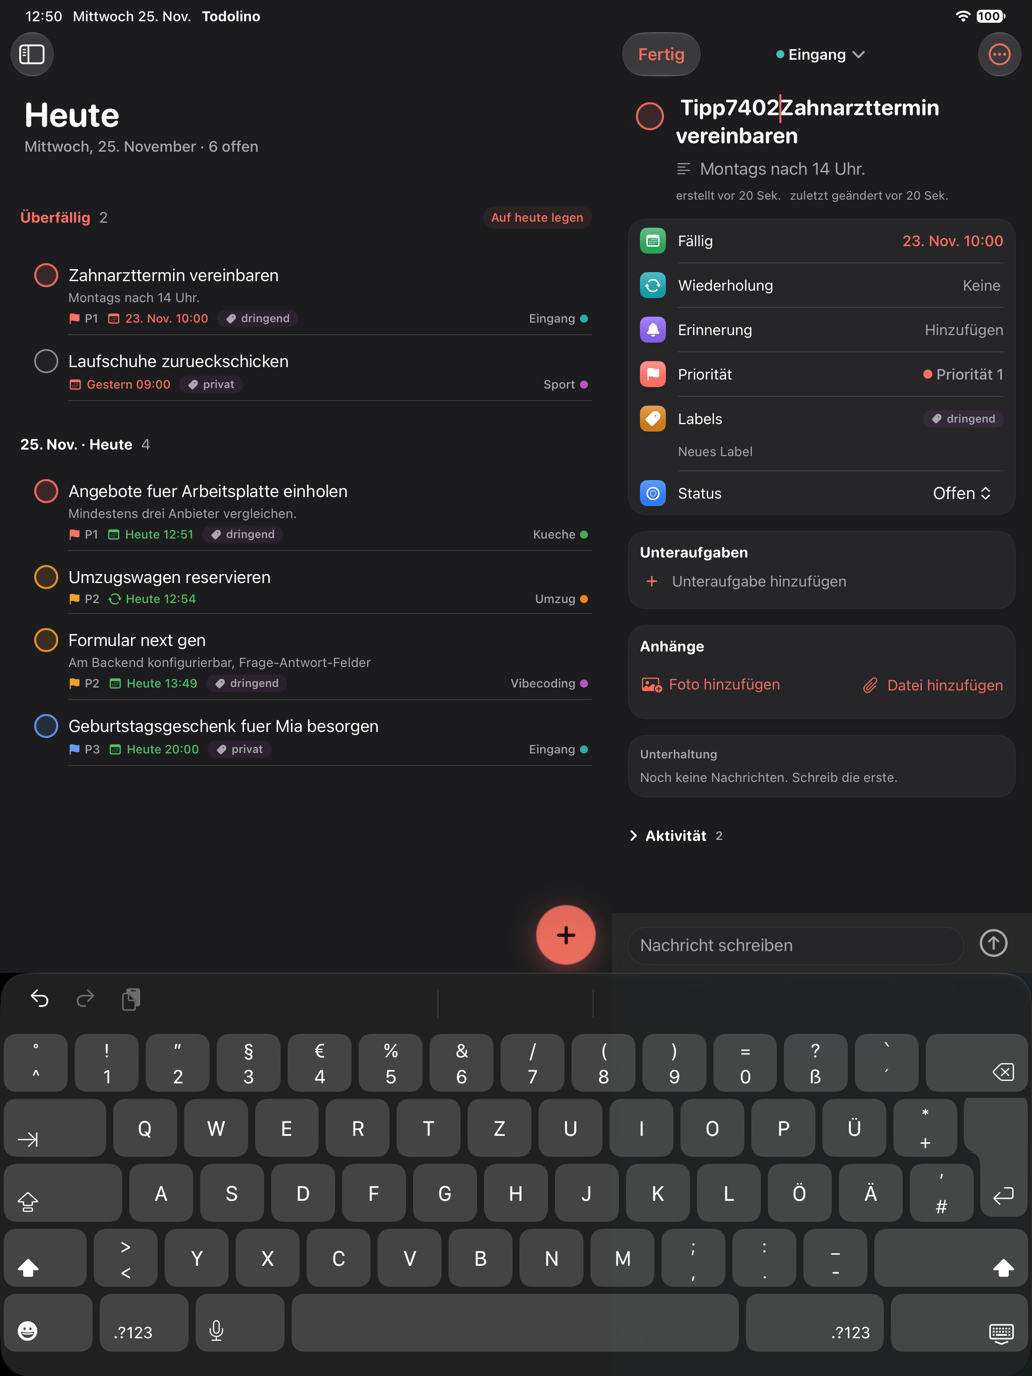 12:50 Mittwoch 25. Nov. Todolino
100
Heute
Mittwoch, 25. November · 6 offen
Überfällig 2
Auf heute legen
Zahnarzttermin vereinbaren
Montags nach 14 Uhr.
P1 23. Nov. 10:00 dringend Eingang
Laufschuhe zurueckschicken
Gestern 09:00 privat Sport
25. Nov. · Heute 4
Angebote fuer Arbeitsplatte einholen
Mindestens drei Anbieter vergleichen.
P1 Heute 12:51 dringend Kueche
Umzugswagen reservieren
P2 Heute 12:54 Umzug
Formular next gen
Am Backend konfigurierbar, Frage-Antwort-Felder
P2 Heute 13:49 dringend Vibecoding
Geburtstagsgeschenk fuer Mia besorgen
P3 Heute 20:00 privat Eingang
Fertig
Eingang
Tipp7402Zahnarzttermin
vereinbaren
Montags nach 14 Uhr.
erstellt vor 20 Sek. zuletzt geändert vor 20 Sek.
Fällig 23. Nov. 10:00
Wiederholung Keine
Erinnerung Hinzufügen
Priorität Priorität 1
Labels dringend
Neues Label
Status Offen
Unteraufgaben
+ Unteraufgabe hinzufügen
Anhänge
Foto hinzufügen Datei hinzufügen
Unterhaltung
Noch keine Nachrichten. Schreib die erste.
Aktivität 2
+
Nachricht schreiben
° ! " § € % & / ( ) = ? `
^ 1 2 3 4 5 6 7 8 9 0 ß ´
Q W E R T Z U I O P Ü *
+
A S D F G H J K L Ö Ä '
#
> Y X C V B N M ; : _
< , . -
.?123 .?123